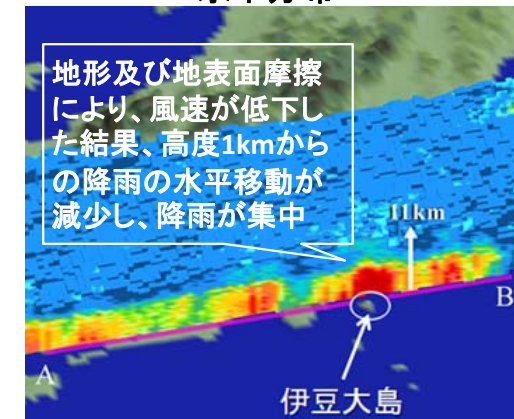 地形及び地表面摩擦
により、風速が低下し
た結果、高度1kmから
の降雨の水平移動が
減少し、降雨が集中
11km
B
A
伊豆大島